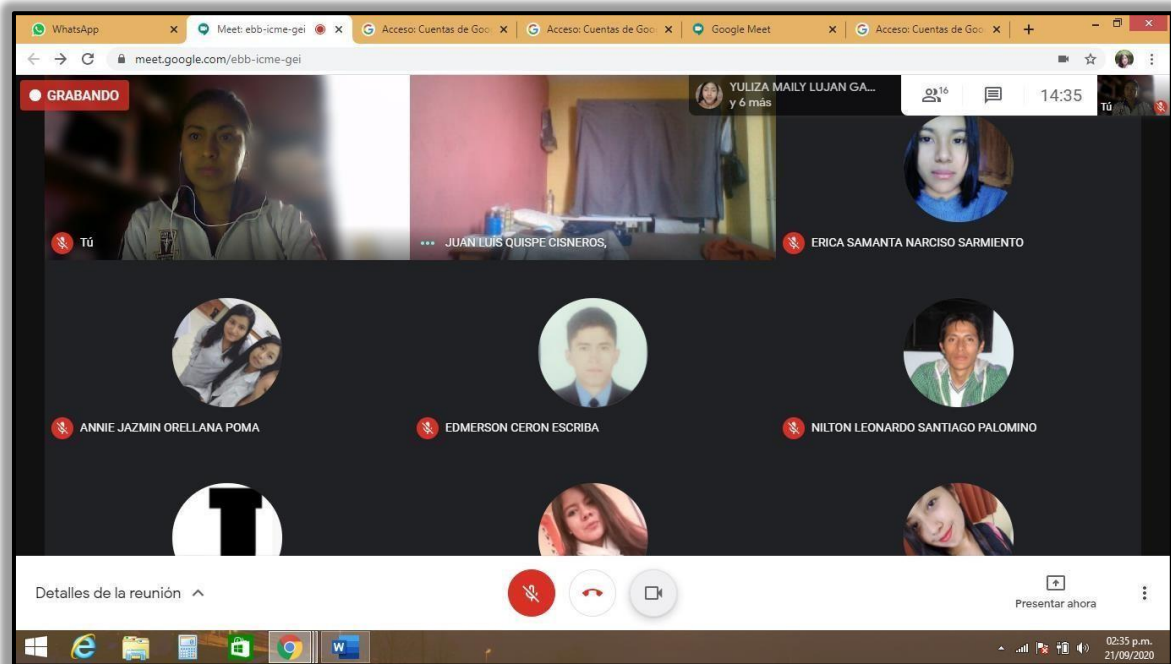 WhatsApp
Meet: ebb-icme-gei
Acceso: Cuentas de Goo
Acceso: Cuentas de Goo
Google Meet
Acceso: Cuentas de Goo
meet.google.com/ebb-icme-gei
GRABANDO
YULIZA MAILY LUJAN GA...
y 6 más
16
14:35
Tú
Tú
JUAN LUIS QUISPE CISNEROS,
ERICA SAMANTA NARCISO SARMIENTO
ANNIE JAZMIN ORELLANA POMA
EDMERSON CERON ESCRIBA
NILTON LEONARDO SANTIAGO PALOMINO
Detalles de la reunión
Presentar ahora
02:35 p.m.
21/09/2020